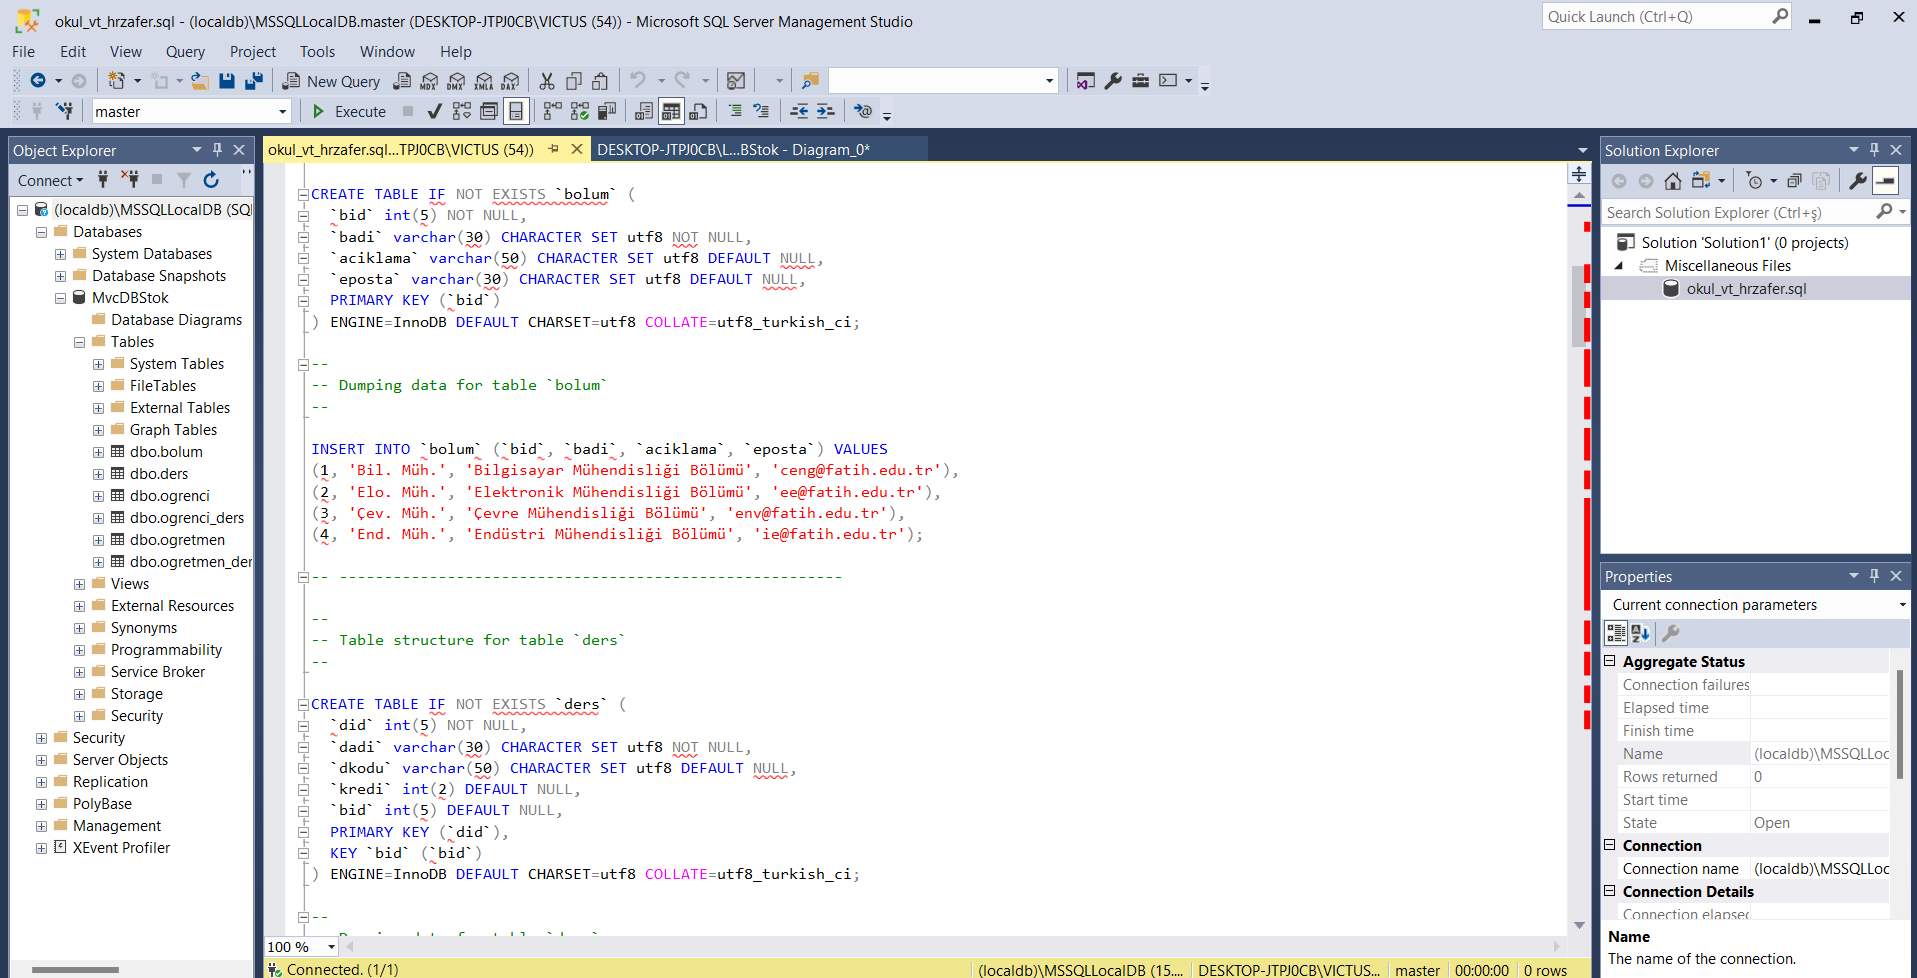 okul_vt_hrzafer.sql - (localdb)\MSSQLLocalDB.master (DESKTOP-JTPJ0CB\VICTUS (54)) - Microsoft SQL Server Management Studio
Quick Launch (Ctrl+Q)
File Edit View Query Project Tools Window Help
New Query MDX DMX XMLA DAX
master Execute
Object Explorer
Connect
(localdb)\MSSQLLocalDB (SQ
Databases
System Databases
Database Snapshots
MvcDBStok
Database Diagrams
Tables
System Tables
FileTables
External Tables
Graph Tables
dbo.bolum
dbo.ders
dbo.ogrenci
dbo.ogrenci_ders
dbo.ogretmen
dbo.ogretmen_der
Views
External Resources
Synonyms
Programmability
Service Broker
Storage
Security
Security
Server Objects
Replication
PolyBase
Management
XEvent Profiler
okul_vt_hrzafer.sql...TPJ0CB\VICTUS (54)) DESKTOP-JTPJ0CB\L...BStok - Diagram_0*
CREATE TABLE IF NOT EXISTS `bolum` (
`bid` int(5) NOT NULL,
`badi` varchar(30) CHARACTER SET utf8 NOT NULL,
`aciklama` varchar(50) CHARACTER SET utf8 DEFAULT NULL,
`eposta` varchar(30) CHARACTER SET utf8 DEFAULT NULL,
PRIMARY KEY (`bid`)
) ENGINE=InnoDB DEFAULT CHARSET=utf8 COLLATE=utf8_turkish_ci;
--
-- Dumping data for table `bolum`
--
INSERT INTO `bolum` (`bid`, `badi`, `aciklama`, `eposta`) VALUES
(1, 'Bil. Müh.', 'Bilgisayar Mühendisliği Bölümü', 'ceng@fatih.edu.tr'),
(2, 'Elo. Müh.', 'Elektronik Mühendisliği Bölümü', 'ee@fatih.edu.tr'),
(3, 'Çev. Müh.', 'Çevre Mühendisliği Bölümü', 'env@fatih.edu.tr'),
(4, 'End. Müh.', 'Endüstri Mühendisliği Bölümü', 'ie@fatih.edu.tr');
-- --------------------------------------------------------
--
-- Table structure for table `ders`
--
CREATE TABLE IF NOT EXISTS `ders` (
`did` int(5) NOT NULL,
`dadi` varchar(30) CHARACTER SET utf8 NOT NULL,
`dkodu` varchar(50) CHARACTER SET utf8 DEFAULT NULL,
`kredi` int(2) DEFAULT NULL,
`bid` int(5) DEFAULT NULL,
PRIMARY KEY (`did`),
KEY `bid` (`bid`)
) ENGINE=InnoDB DEFAULT CHARSET=utf8 COLLATE=utf8_turkish_ci;
--
100 %
Connected. (1/1) (localdb)\MSSQLLocalDB (15.... DESKTOP-JTPJ0CB\VICTUS... master 00:00:00 0 rows
Solution Explorer
Search Solution Explorer (Ctrl+ş)
Solution 'Solution1' (0 projects)
Miscellaneous Files
okul_vt_hrzafer.sql
Properties
Current connection parameters
Aggregate Status
Connection failures
Elapsed time
Finish time
Name (localdb)\MSSQLLoc
Rows returned 0
Start time
State Open
Connection
Connection name (localdb)\MSSQLLoc
Connection Details
Connection elapsed
Name
The name of the connection.